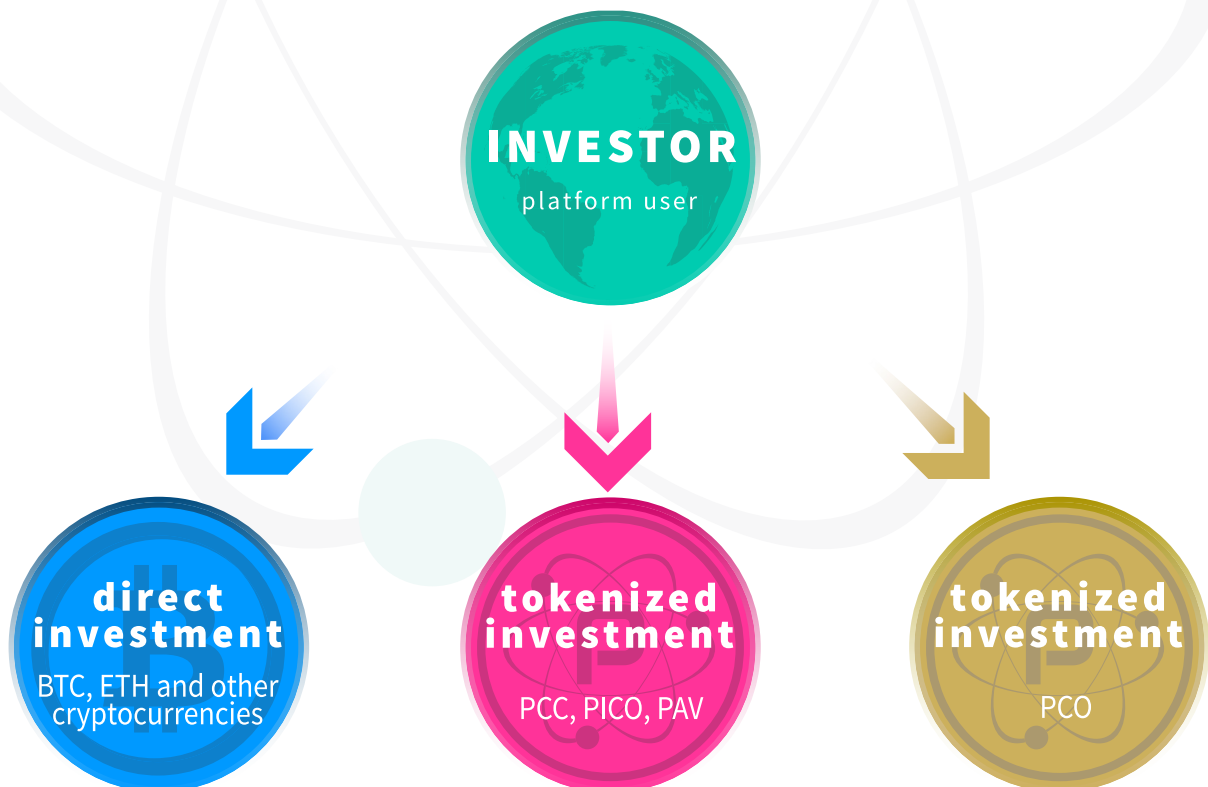 INVESTOR
platform user
direct
investment
BTC, ETH and other
cryptocurrencies
tokenized
investment
PCC, PICO, PAV
tokenized
investment
PCO